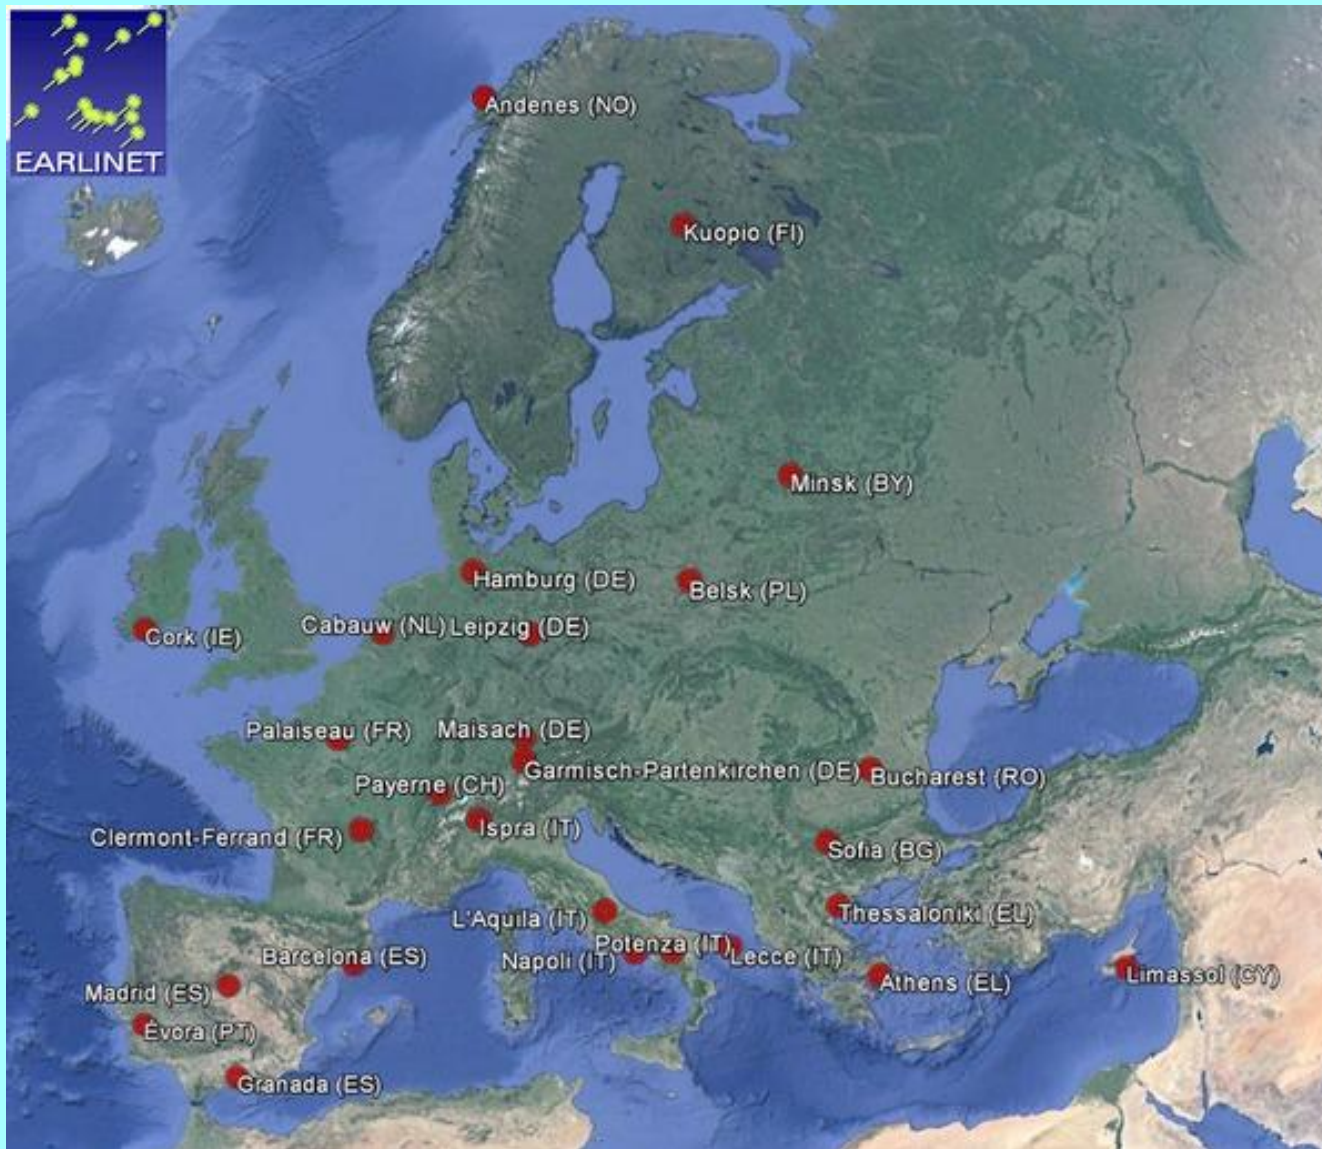 EARLINET
Andenes (NO)
Kuopio (FI)
Minsk (BY)
Hamburg (DE)
Belsk (PL)
Cork (IE)
Cabauw (NL)
Leipzig (DE)
Palaiseau (FR)
Maisach (DE)
Garmisch-Partenkirchen (DE)
Bucharest (RO)
Payerne (CH)
Clermont-Ferrand (FR)
Ispra (IT)
Sofia (BG)
L'Aquila (IT)
Thessaloniki (EL)
Potenza (IT)
Barcelona (ES)
Napoli (IT)
Lecce (IT)
Athens (EL)
Limassol (CY)
Madrid (ES)
Évora (PT)
Granada (ES)